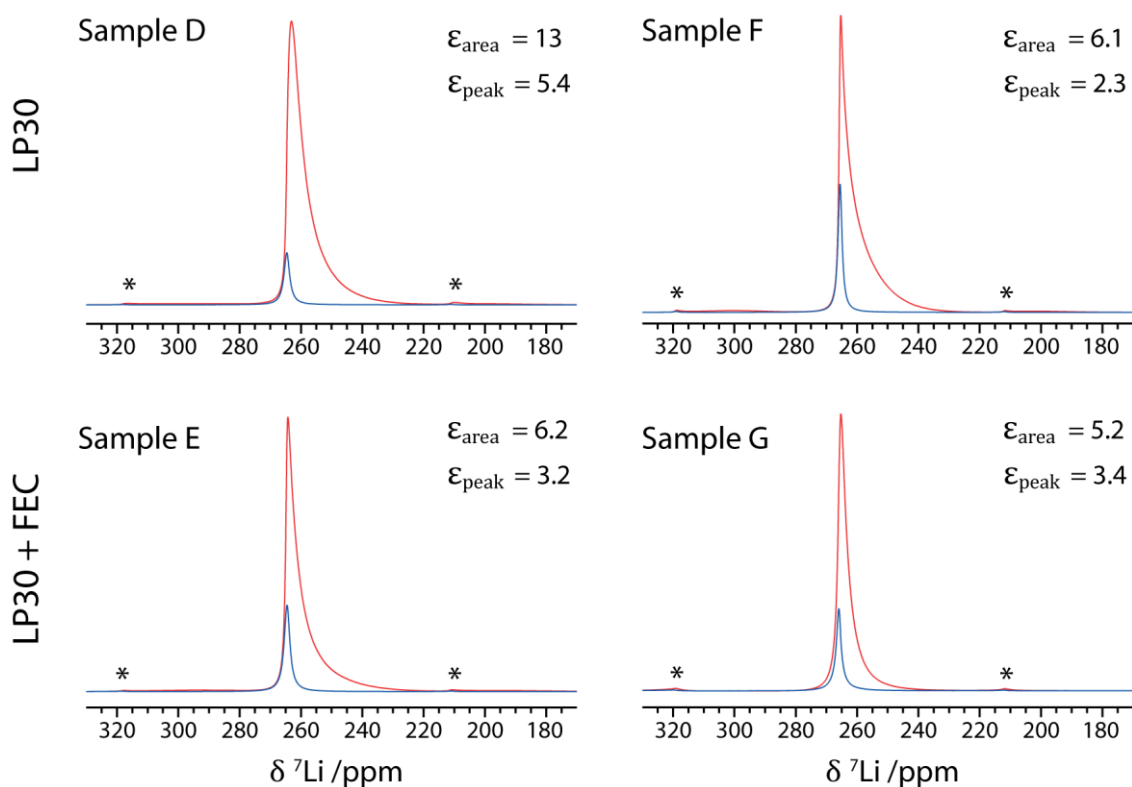 LP30
Sample D
ε_area = 13
ε_peak = 5.4
* *
320 300 280 260 240 220 200 180
Sample F
ε_area = 6.1
ε_peak = 2.3
* *
320 300 280 260 240 220 200 180
LP30 + FEC
Sample E
ε_area = 6.2
ε_peak = 3.2
* *
320 300 280 260 240 220 200 180
δ ⁷Li /ppm
Sample G
ε_area = 5.2
ε_peak = 3.4
* *
320 300 280 260 240 220 200 180
δ ⁷Li /ppm